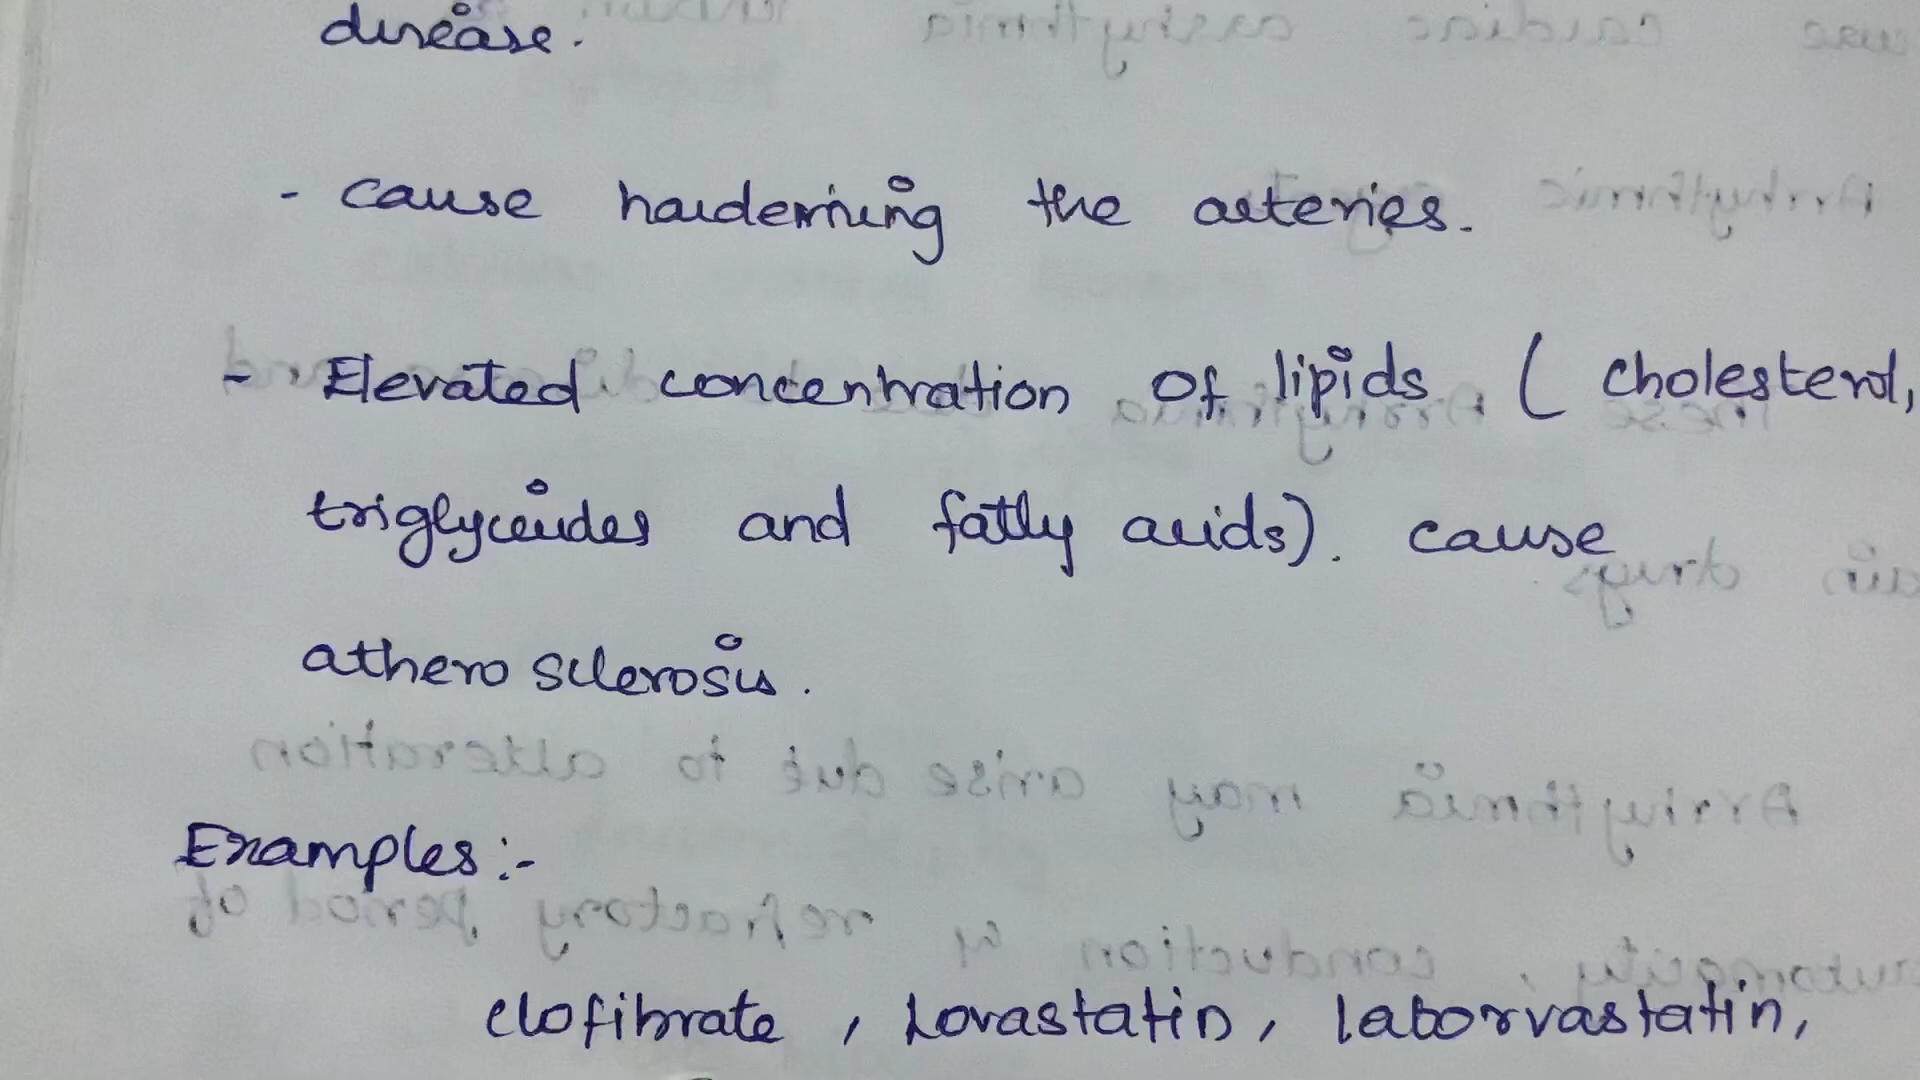 disease.
- cause harderning the arteries.
- Elevated concentration of lipids ( cholesterol,
triglycerides and fatty acids). cause
athero sclerosis.
Examples :-
clofibrate , Lovastatin, latorvastatin,